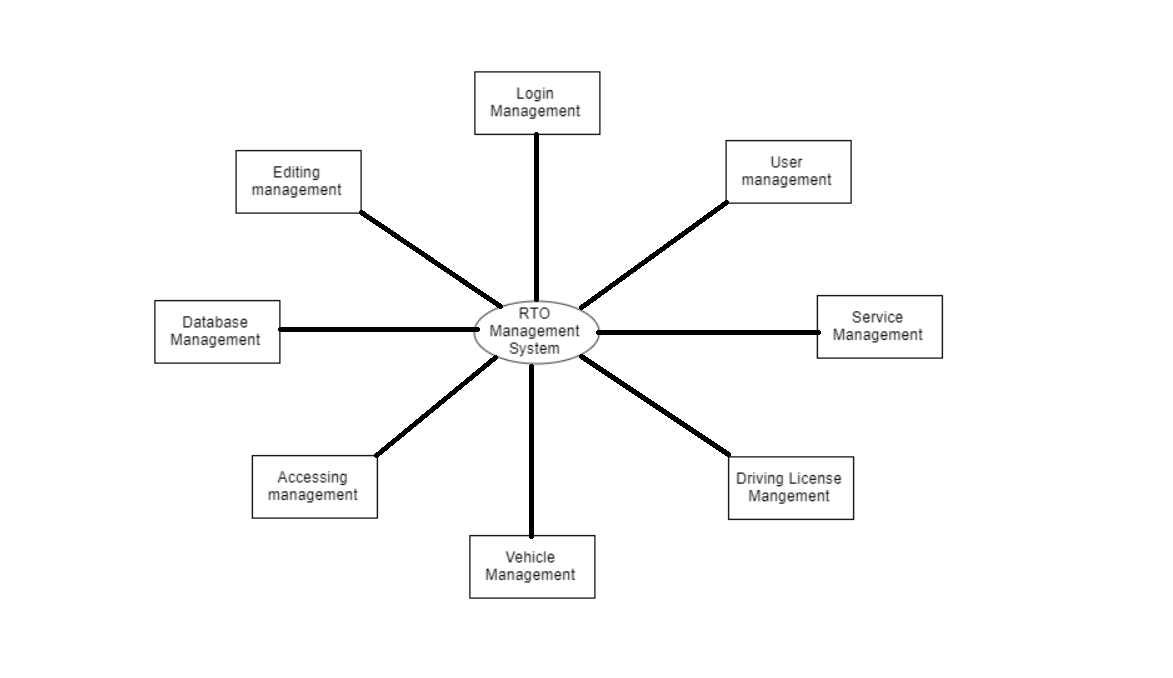 Login
Management
User
management
Editing
management
Service
Management
RTO
Management
System
Database
Management
Accessing
management
Driving License
Mangement
Vehicle
Management